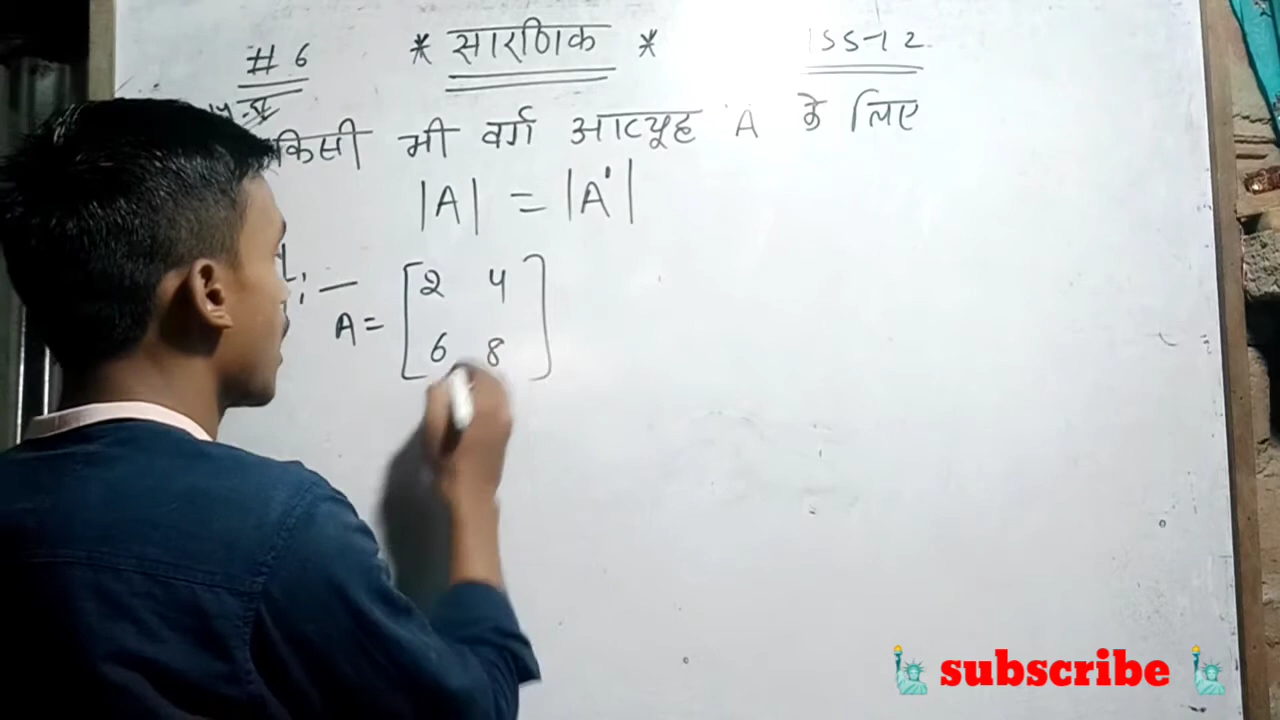 # 6 * सारणिक * ISS-12
किसी भी वर्ग आव्यूह A के लिए
|A| = |A'|
A = [2 4
6 8]
subscribe